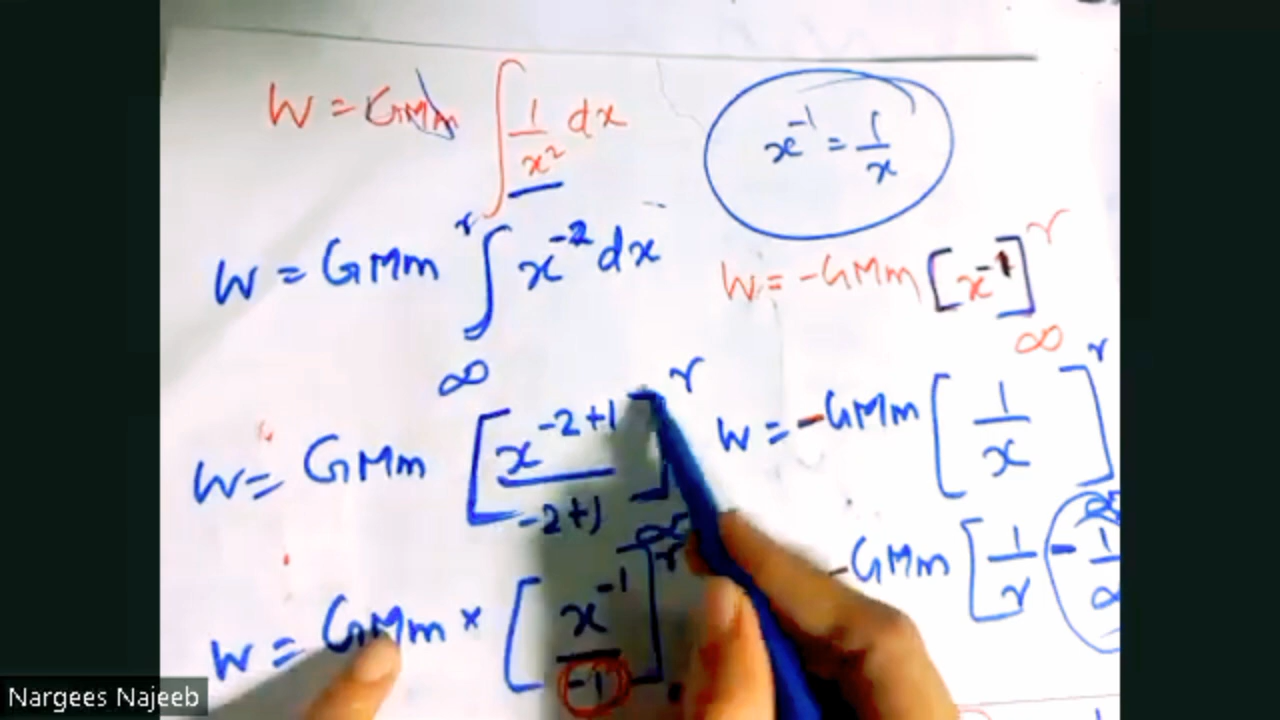 W = GMm ∫ 1/x² dx
x⁻¹ = 1/x
W = GMm ∫ r ∞ x⁻² dx
W = -GMm [x⁻¹] r ∞
W = GMm [x⁻²⁺¹ / -2+1] r ∞
W = -GMm [1/x] r ∞
-GMm [1/r - 1/∞
W = GMm × [x⁻¹ / -1] r
Nargees Najeeb